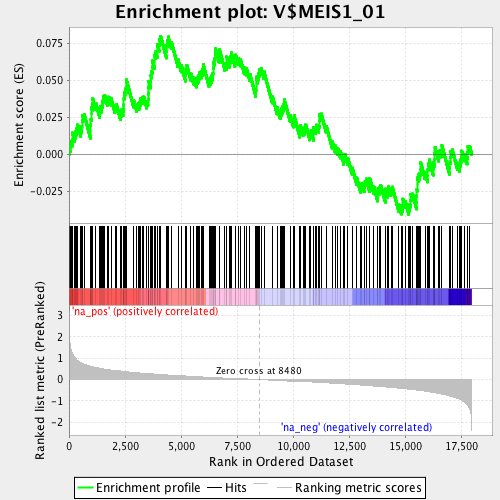 Enrichment plot: V$MEIS1_01
Enrichment score (ES)
0.075
0.050
0.025
0.000
-0.025
'na_pos' (positively correlated)
Ranked list metric (PreRanked)
3
2
1
0
-1
-2
Zero cross at 8480
'na_neg' (negatively correlated)
0
2,500
5,000
7,500
10,000
12,500
15,000
17,500
Rank in Ordered Dataset
Enrichment profile
Hits
Ranking metric scores